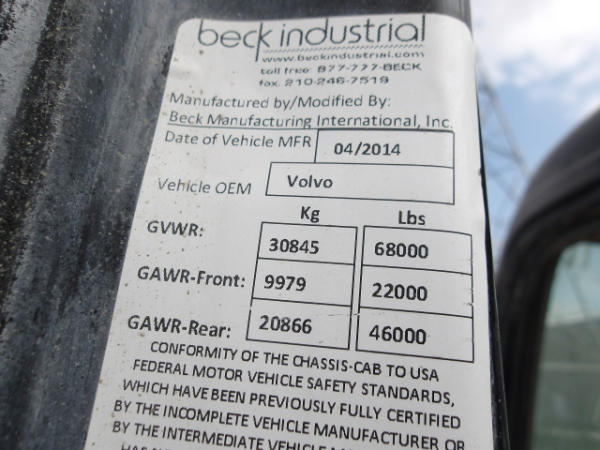 beck industrial
www.beckindustrial.com
toll free: 877-777-BECK
fax. 210-246-7519
Manufactured by/Modified By:
Beck Manufacturing International, Inc.
Date of Vehicle MFR 04/2014
Vehicle OEM Volvo
Kg Lbs
GVWR: 30845 68000
GAWR-Front: 9979 22000
GAWR-Rear: 20866 46000
CONFORMITY OF THE CHASSIS-CAB TO USA
FEDERAL MOTOR VEHICLE SAFETY STANDARDS,
WHICH HAVE BEEN PREVIOUSLY FULLY CERTIFIED
BY THE INCOMPLETE VEHICLE MANUFACTURER OR
BY THE INTERMEDIATE VEHICLE